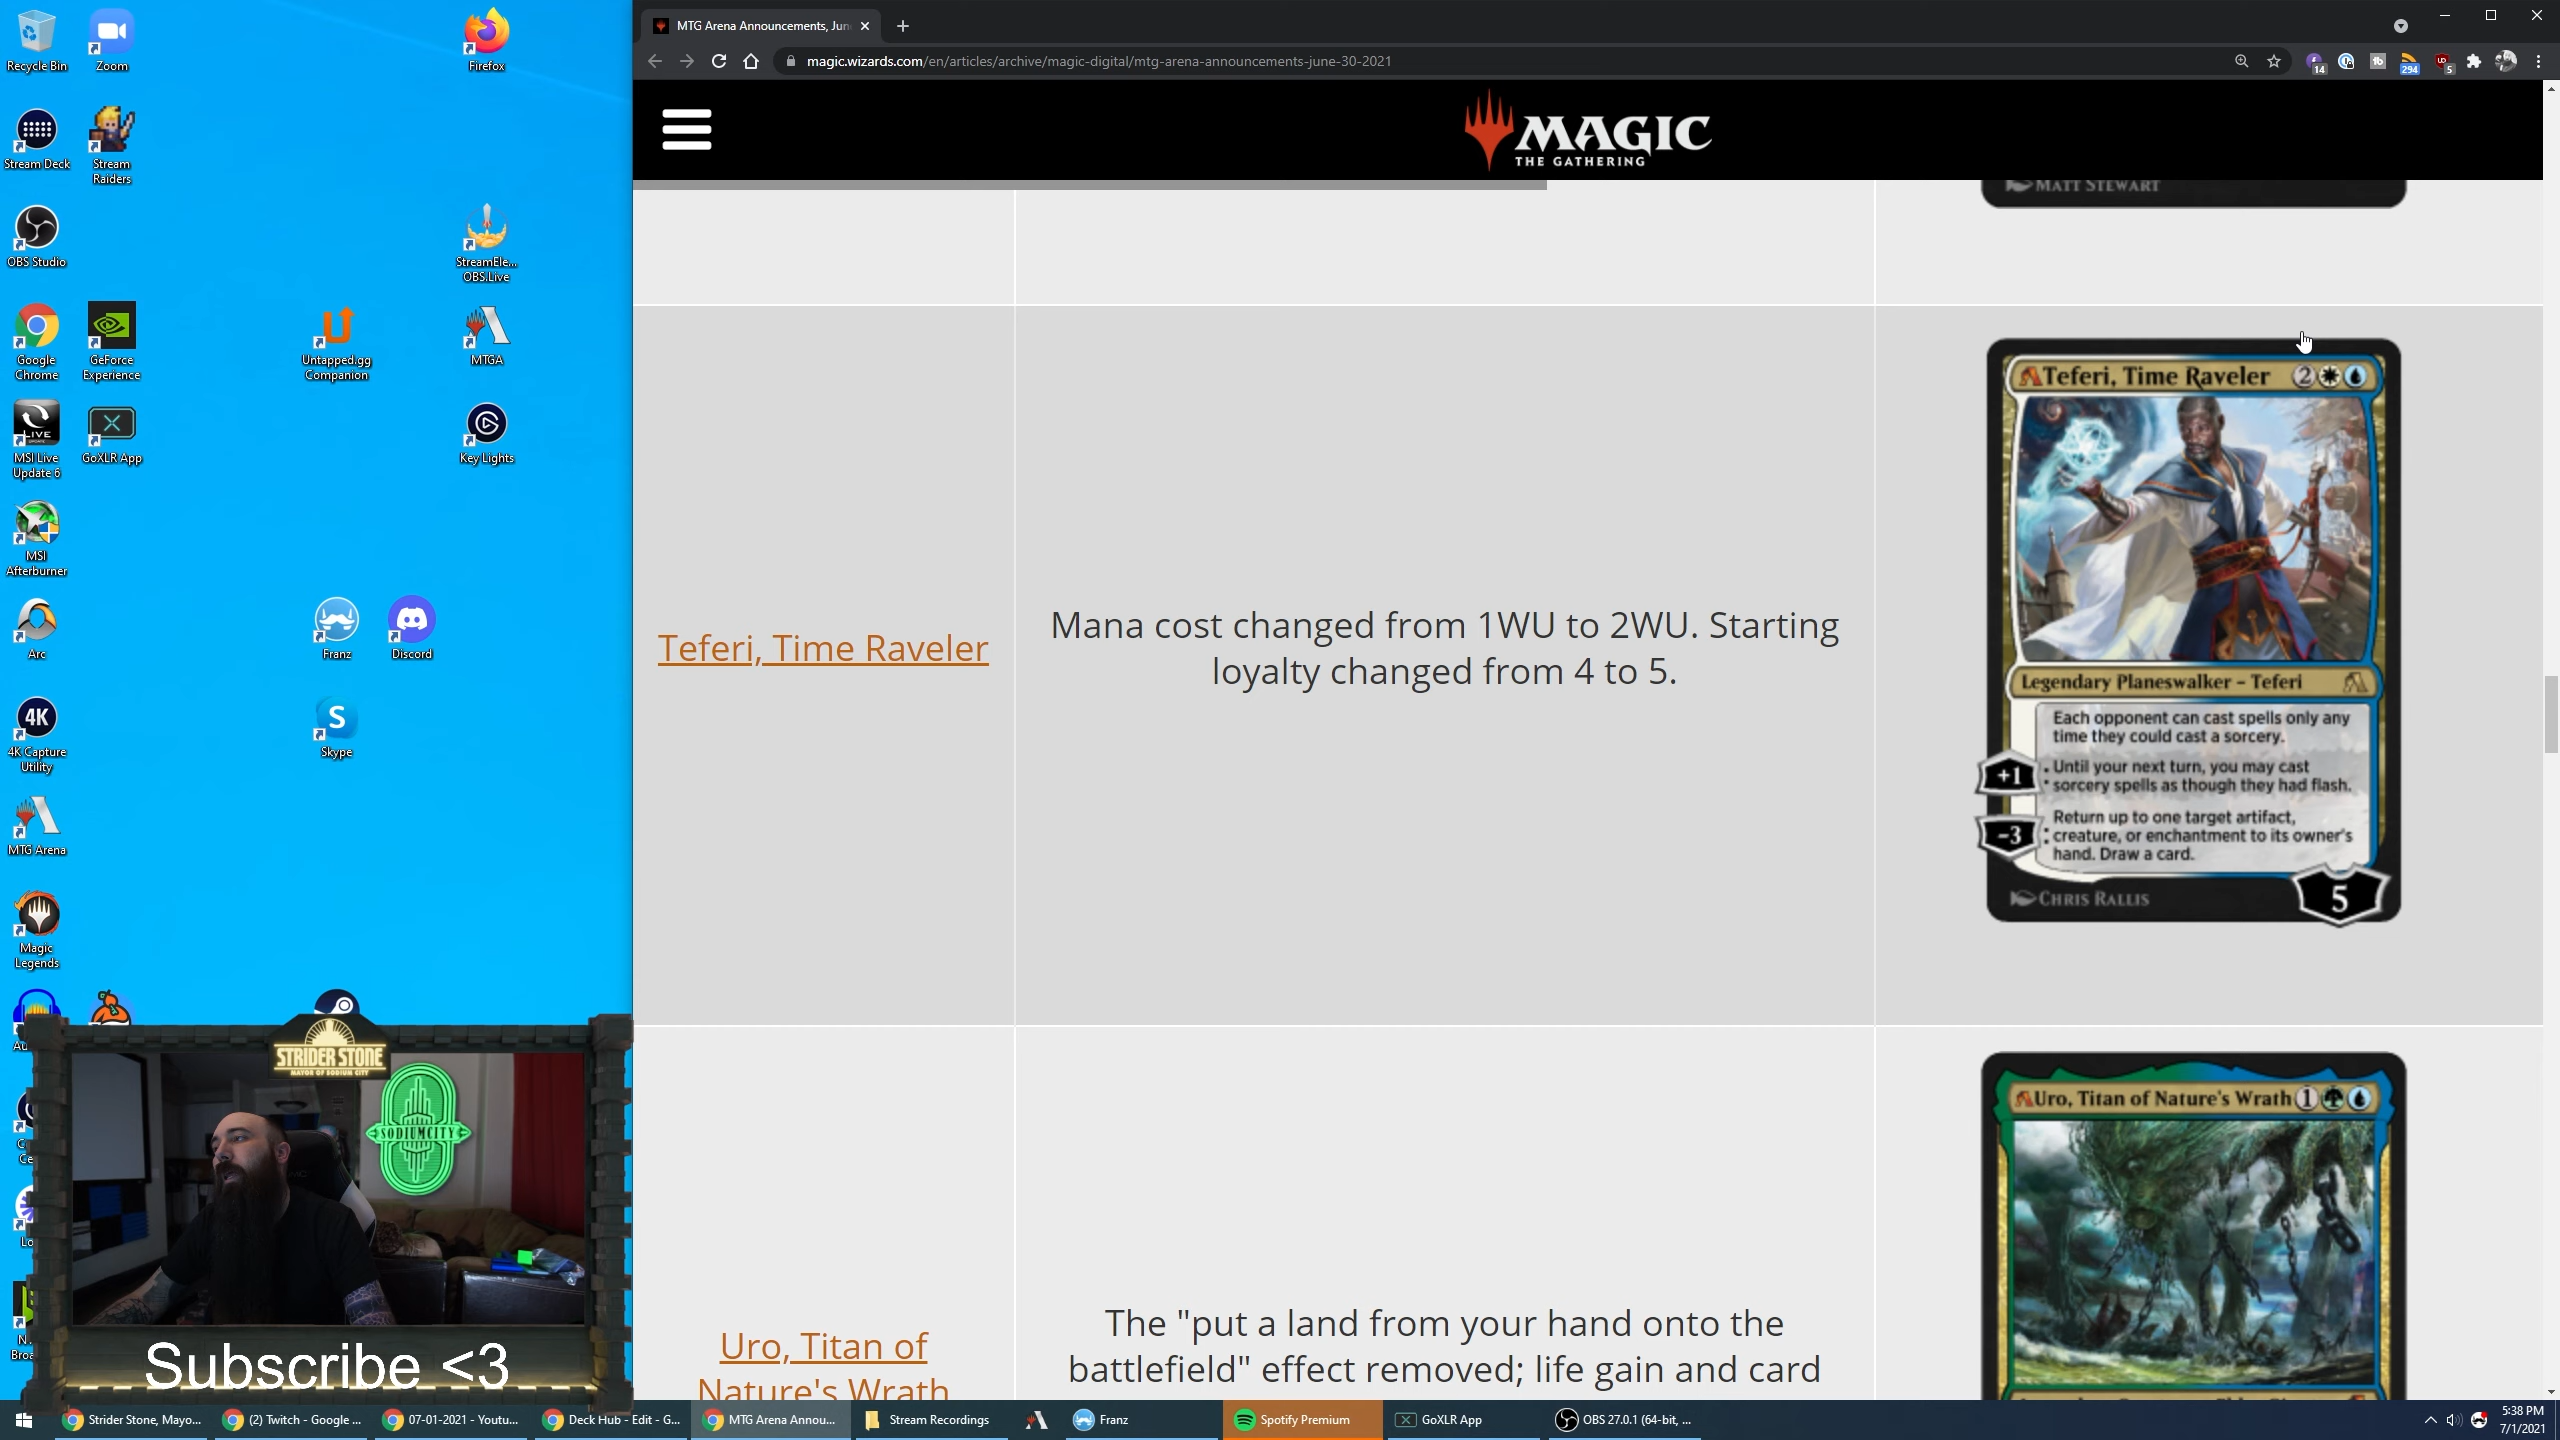 Recycle Bin
Zoom
Firefox
Stream Deck
Stream
Raiders
OBS Studio
StreamEle...
OBS.Live
Google
Chrome
GeForce
Experience
Untapped.gg
Companion
MTGA
LIVE
MSI Live
Update 6
GoXLR App
Key Lights
MSI
Afterburner
Arc
Franz
Discord
4K
4K Capture
Utility
S
Skype
MTG Arena
Magic
Legends
STRIDER STONE
MAYOR OF SODIUM CITY
SODIUMCITY
Subscribe <3
MTG Arena Announcements, Jun
magic.wizards.com/en/articles/archive/magic-digital/mtg-arena-announcements-june-30-2021
14
294
5
MAGIC
THE GATHERING
MATT STEWART
Teferi, Time Raveler
Mana cost changed from 1WU to 2WU. Starting
loyalty changed from 4 to 5.
Teferi, Time Raveler 2
Legendary Planeswalker – Teferi
Each opponent can cast spells only any
time they could cast a sorcery.
+1 : Until your next turn, you may cast
sorcery spells as though they had flash.
-3 : Return up to one target artifact,
creature, or enchantment to its owner's
hand. Draw a card.
CHRIS RALLIS
5
Uro, Titan of
Nature's Wrath
The "put a land from your hand onto the
battlefield" effect removed; life gain and card
Uro, Titan of Nature's Wrath 1
Strider Stone, Mayo...
(2) Twitch - Google ...
07-01-2021 - Youtu...
Deck Hub - Edit - G...
MTG Arena Annou...
Stream Recordings
Franz
Spotify Premium
GoXLR App
OBS 27.0.1 (64-bit, ...
5:38 PM
7/1/2021